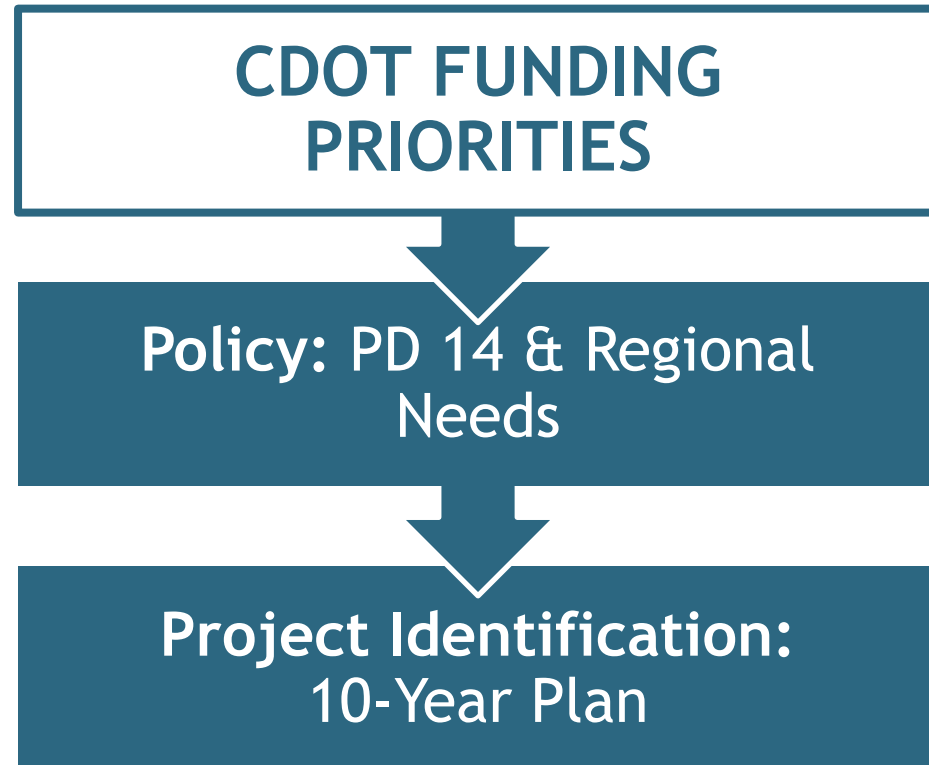 CDOT FUNDING
PRIORITIES
Policy: PD 14 & Regional
Needs
Project Identification:
10-Year Plan